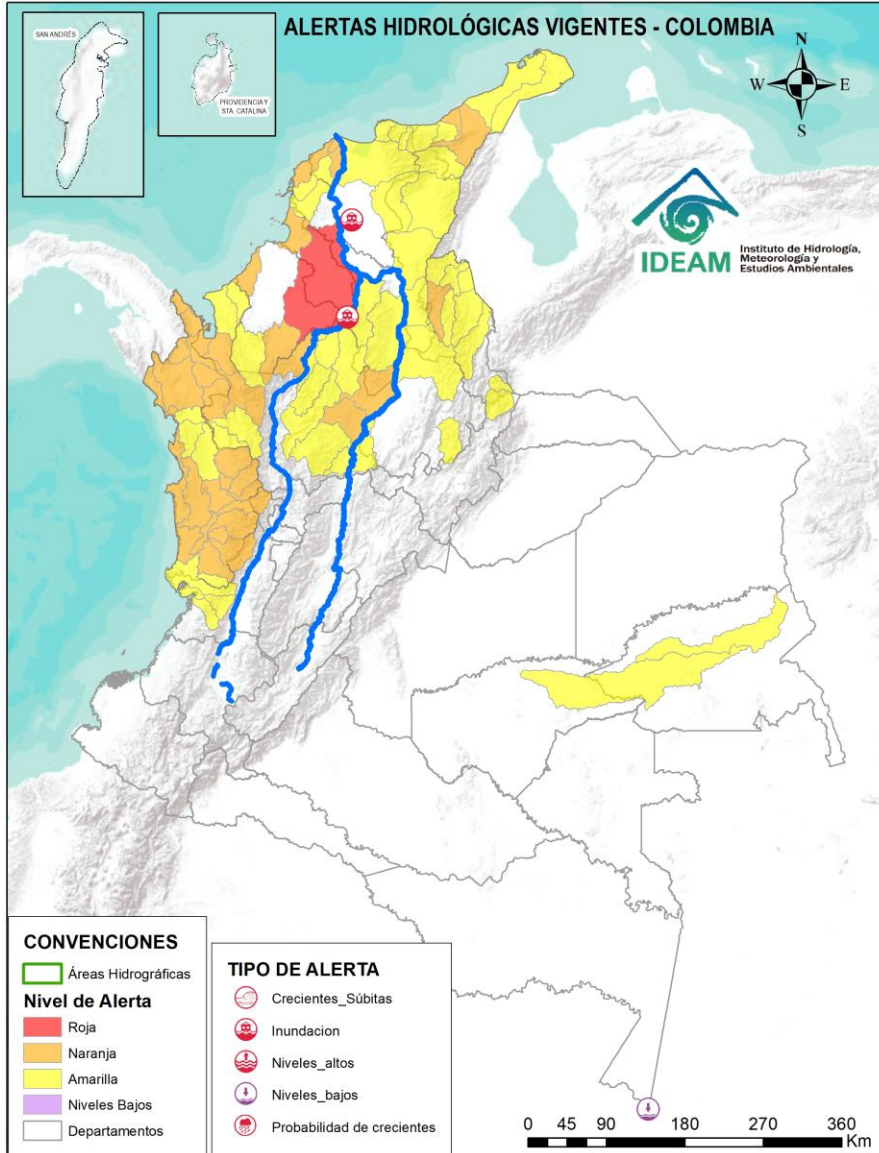 ALERTAS HIDROLÓGICAS VIGENTES - COLOMBIA
SAN ANDRÉS
PROVIDENCIA Y
STA. CATALINA
N
W
E
S
IDEAM
Instituto de Hidrología,
Meteorología y
Estudios Ambientales
CONVENCIONES
Áreas Hidrográficas
Nivel de Alerta
Roja
Naranja
Amarilla
Niveles Bajos
Departamentos
TIPO DE ALERTA
Crecientes_Súbitas
Inundacion
Niveles_altos
Niveles_bajos
Probabilidad de crecientes
0 45 90 180 270 360
Km